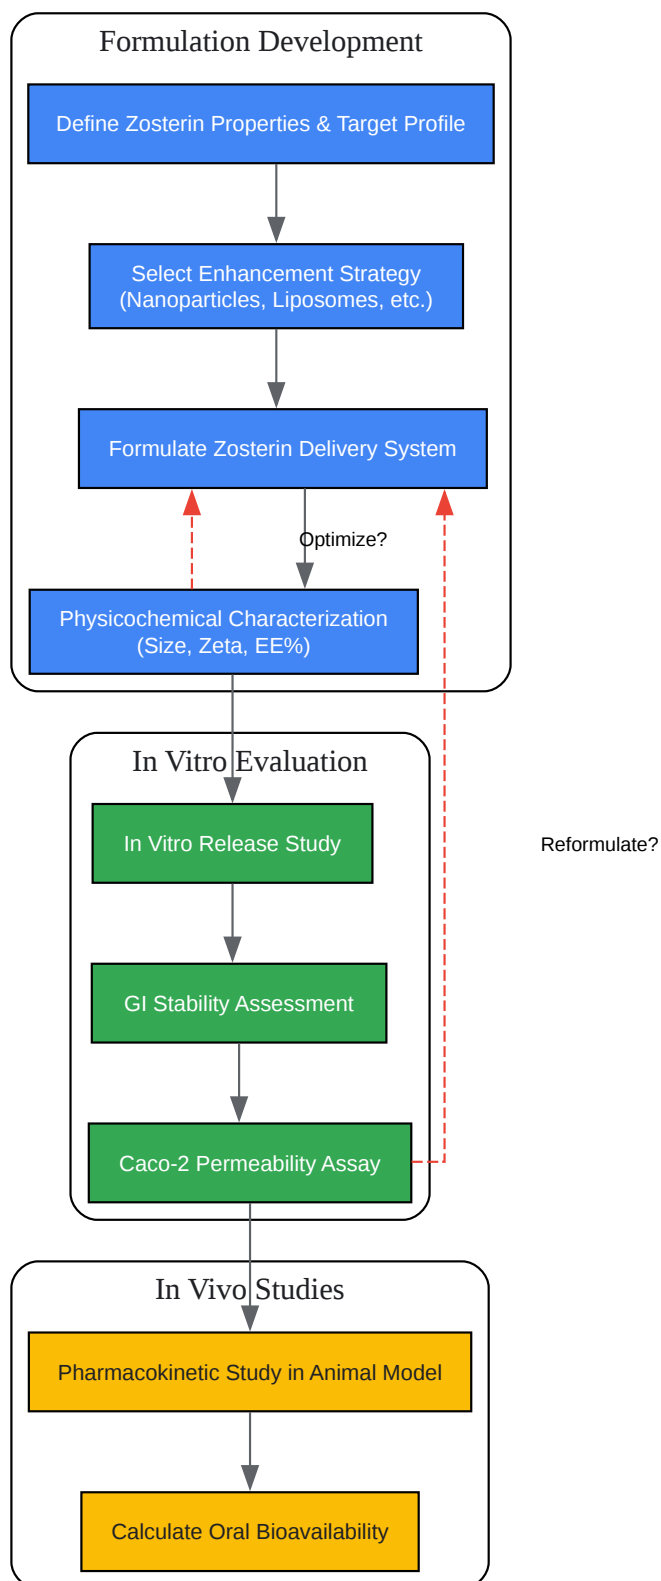 Formulation Development
Define Zosterin Properties & Target Profile
Select Enhancement Strategy
(Nanoparticles, Liposomes, etc.)
Formulate Zosterin Delivery System
Optimize?
Physicochemical Characterization
(Size, Zeta, EE%)
In Vitro Evaluation
In Vitro Release Study
Reformulate?
GI Stability Assessment
Caco-2 Permeability Assay
In Vivo Studies
Pharmacokinetic Study in Animal Model
Calculate Oral Bioavailability